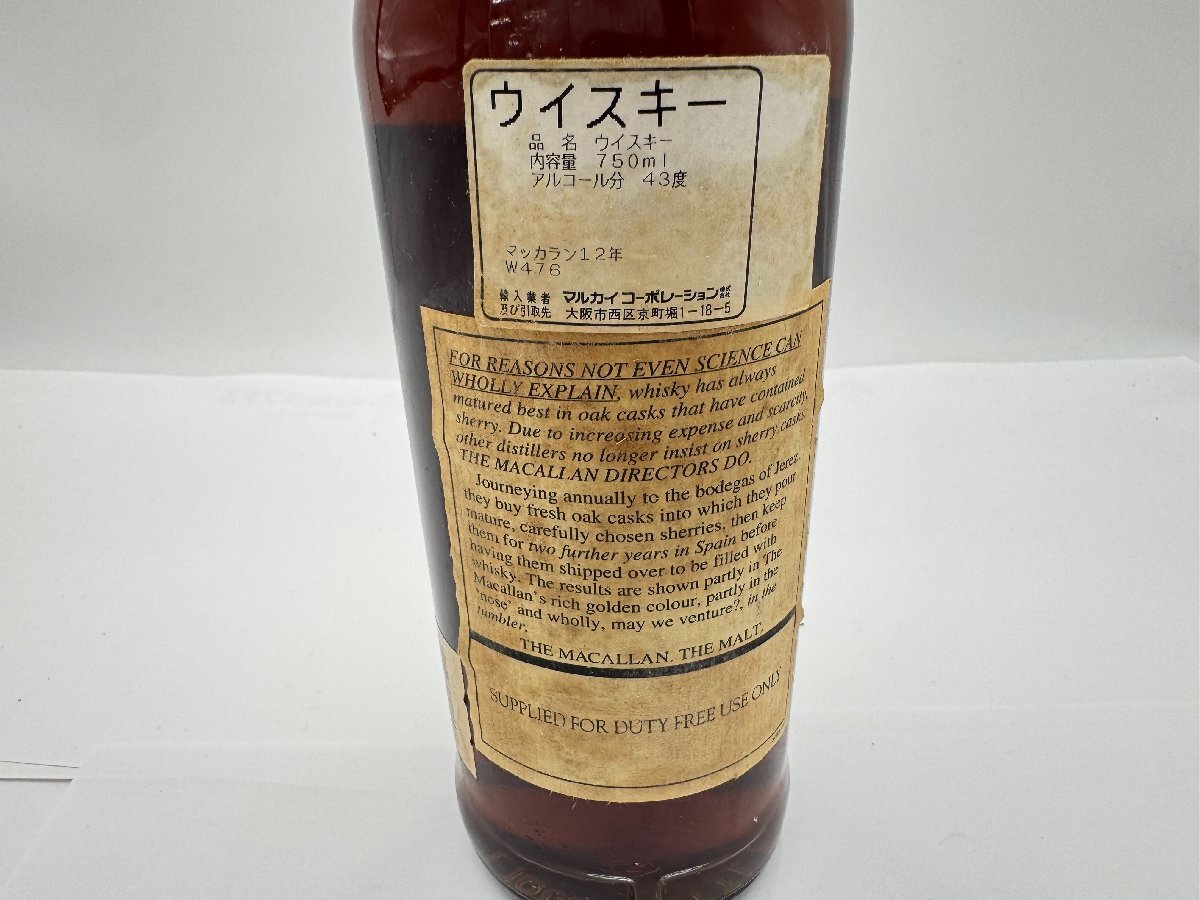 ウイスキー
品 名 ウイスキー
内容量 750ml
アルコール分 43度
マッカラン12年
W476
輸入業者 マルカイコーポレーション株式会社
及び引取先 大阪市西区京町堀1-18-5
FOR REASONS NOT EVEN SCIENCE CAN
WHOLLY EXPLAIN, whisky has always
matured best in oak casks that have contained
sherry. Due to increasing expense and scarcity,
other distillers no longer insist on sherry casks.
THE MACALLAN DIRECTORS DO.
Journeying annually to the bodegas of Jerez,
they buy fresh oak casks into which they pour
mature, carefully chosen sherries, then keep
them for two further years in Spain before
having them shipped over to be filled with
whisky. The results are shown partly in The
Macallan's rich golden colour, partly in the
'nose' and wholly, may we venture?, in the
tumbler.
THE MACALLAN. THE MALT.
SUPPLIED FOR DUTY FREE USE ONLY